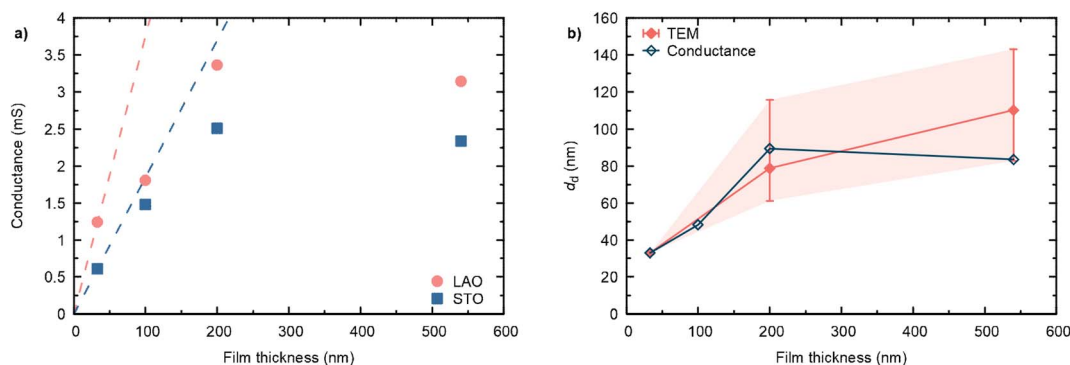 a)
4
3.5
3
2.5
2
1.5
1
0.5
0
Conductance (mS)
0 100 200 300 400 500 600
Film thickness (nm)
LAO
STO
b)
160
140
120
100
80
60
40
20
0
d_d (nm)
0 100 200 300 400 500 600
Film thickness (nm)
TEM
Conductance